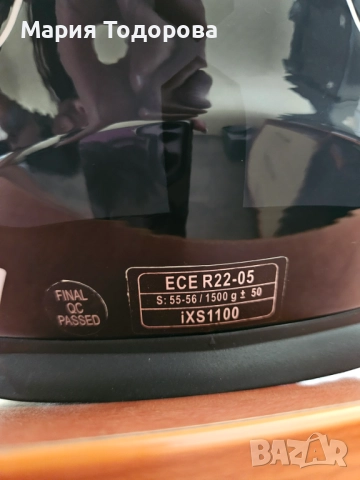 Мария Тодорова
ECE R22-05
S: 55-56 / 1500 g ± 50
iXS1100
FINAL
QC
PASSED
BAZAR